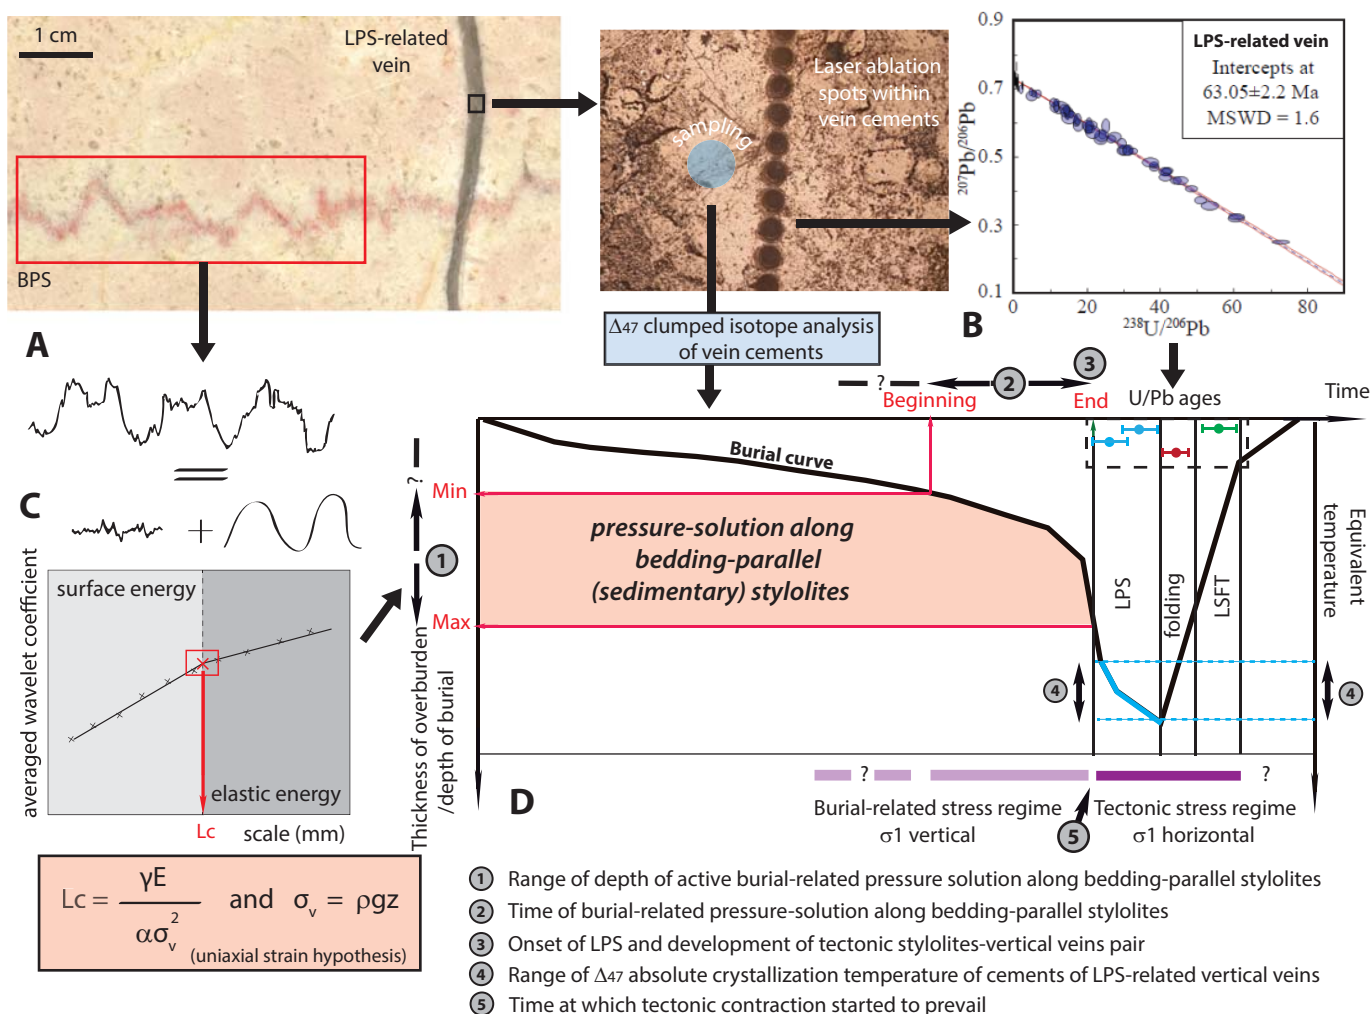 1 cm
LPS-related
vein
BPS
A
Laser ablation
spots within
vein cements
sampling
Δ47 clumped isotope analysis
of vein cements
0.9
0.7
0.5
0.3
0.1
207Pb/206Pb
LPS-related vein
Intercepts at
63.05±2.2 Ma
MSWD = 1.6
0 20 40 60 80
238U/206Pb
B
C
+
averaged wavelet coefficient
surface energy
elastic energy
Lc
scale (mm)
Lc = γE / ασv² and σv = ρgz
(uniaxial strain hypothesis)
?
1
Thickness of overburden
/depth of burial
? 2 3
Beginning
End
U/Pb ages
Time
Burial curve
Min
Max
pressure-solution along
bedding-parallel
(sedimentary) stylolites
LPS
folding
LSFT
Equivalent
temperature
4
4
D
?
?
Burial-related stress regime
σ1 vertical
5
Tectonic stress regime
σ1 horizontal
1 Range of depth of active burial-related pressure solution along bedding-parallel stylolites
2 Time of burial-related pressure-solution along bedding-parallel stylolites
3 Onset of LPS and development of tectonic stylolites-vertical veins pair
4 Range of Δ47 absolute crystallization temperature of cements of LPS-related vertical veins
5 Time at which tectonic contraction started to prevail